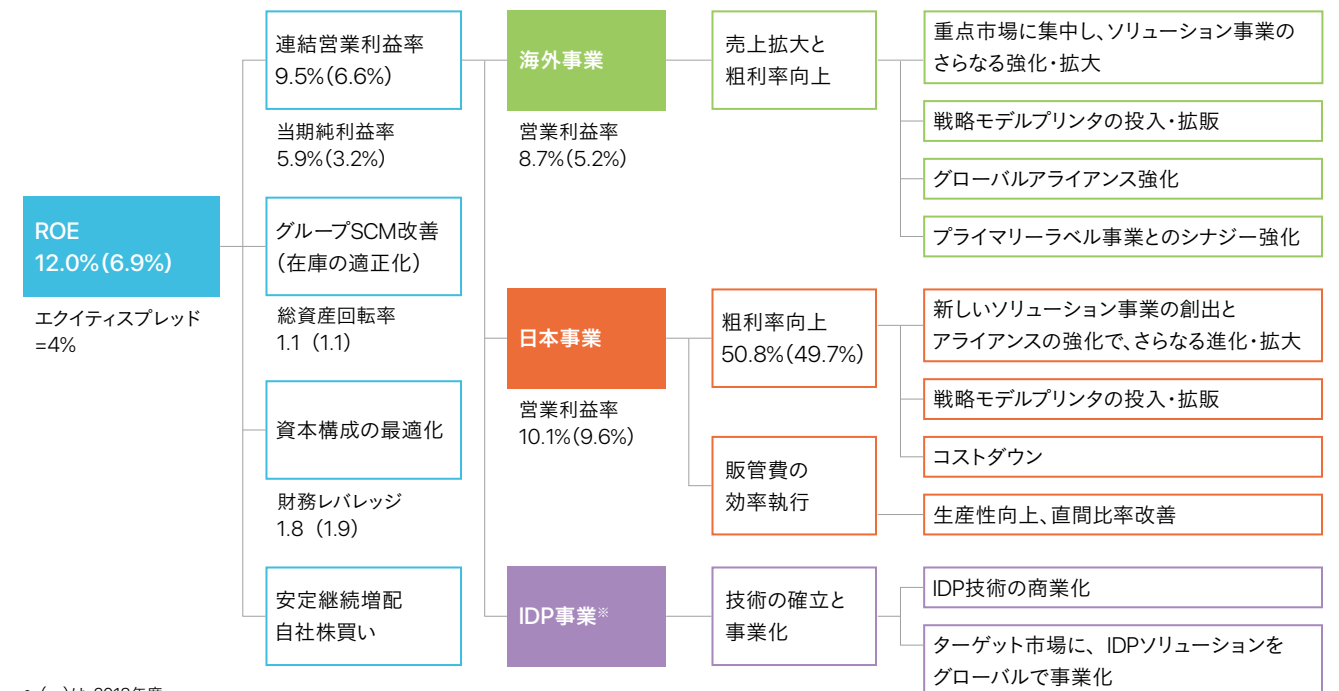 ROE
12.0%(6.9%)
エクイティスプレッド
=4%
連結営業利益率
9.5%(6.6%)
当期純利益率
5.9%(3.2%)
グループSCM改善
(在庫の適正化)
総資産回転率
1.1 (1.1)
資本構成の最適化
財務レバレッジ
1.8 (1.9)
安定継続増配
自社株買い
海外事業
営業利益率
8.7%(5.2%)
売上拡大と
粗利率向上
重点市場に集中し、ソリューション事業の
さらなる強化・拡大
戦略モデルプリンタの投入・拡販
グローバルアライアンス強化
プライマリーラベル事業とのシナジー強化
日本事業
営業利益率
10.1%(9.6%)
粗利率向上
50.8%(49.7%)
新しいソリューション事業の創出と
アライアンスの強化で、さらなる進化・拡大
戦略モデルプリンタの投入・拡販
コストダウン
販管費の
効率執行
生産性向上、直間比率改善
IDP事業※
技術の確立と
事業化
IDP技術の商業化
ターゲット市場に、IDPソリューションを
グローバルで事業化